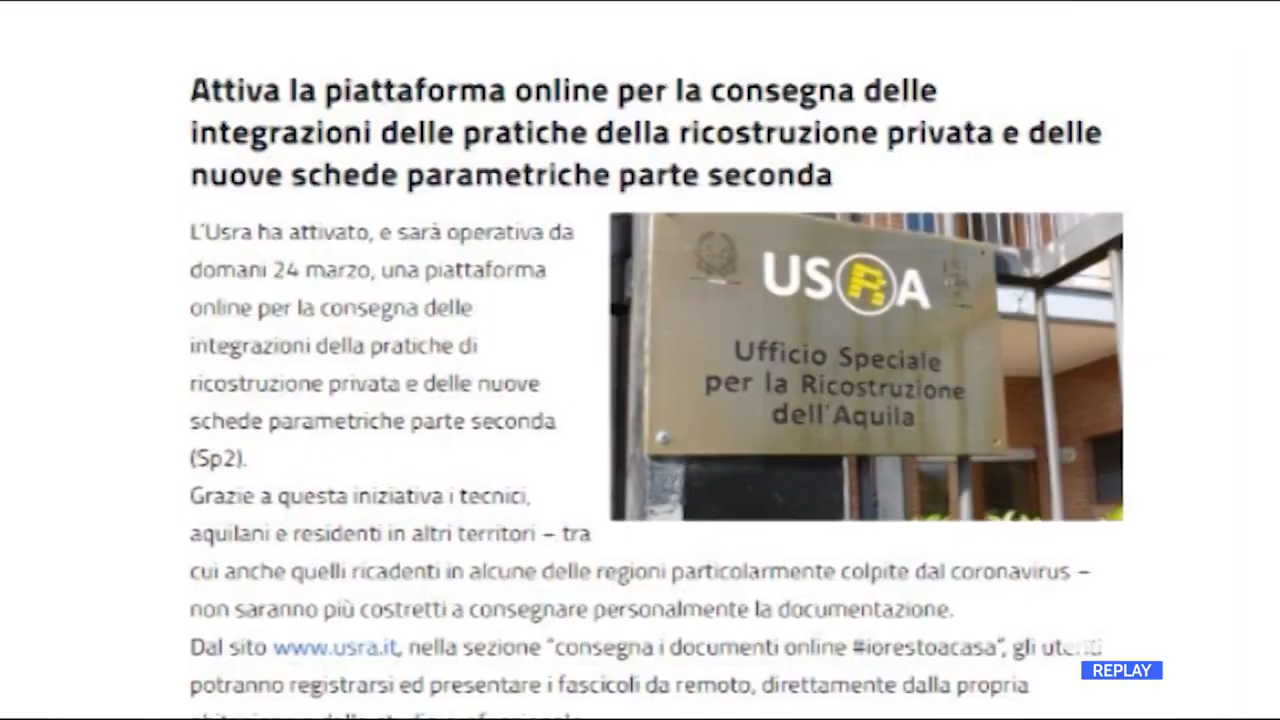 Attiva la piattaforma online per la consegna delle
integrazioni delle pratiche della ricostruzione privata e delle
nuove schede parametriche parte seconda
L'Usra ha attivato, e sarà operativa da
domani 24 marzo, una piattaforma
online per la consegna delle
integrazioni della pratiche di
ricostruzione privata e delle nuove
schede parametriche parte seconda
(Sp2).
Grazie a questa iniziativa i tecnici,
aquilani e residenti in altri territori – tra
cui anche quelli ricadenti in alcune delle regioni particolarmente colpite dal coronavirus –
non saranno più costretti a consegnare personalmente la documentazione.
Dal sito www.usra.it, nella sezione "consegna i documenti online #iorestoacasa", gli utenti
potranno registrarsi ed presentare i fascicoli da remoto, direttamente dalla propria
USRA
Ufficio Speciale
per la Ricostruzione
dell'Aquila
REPLAY